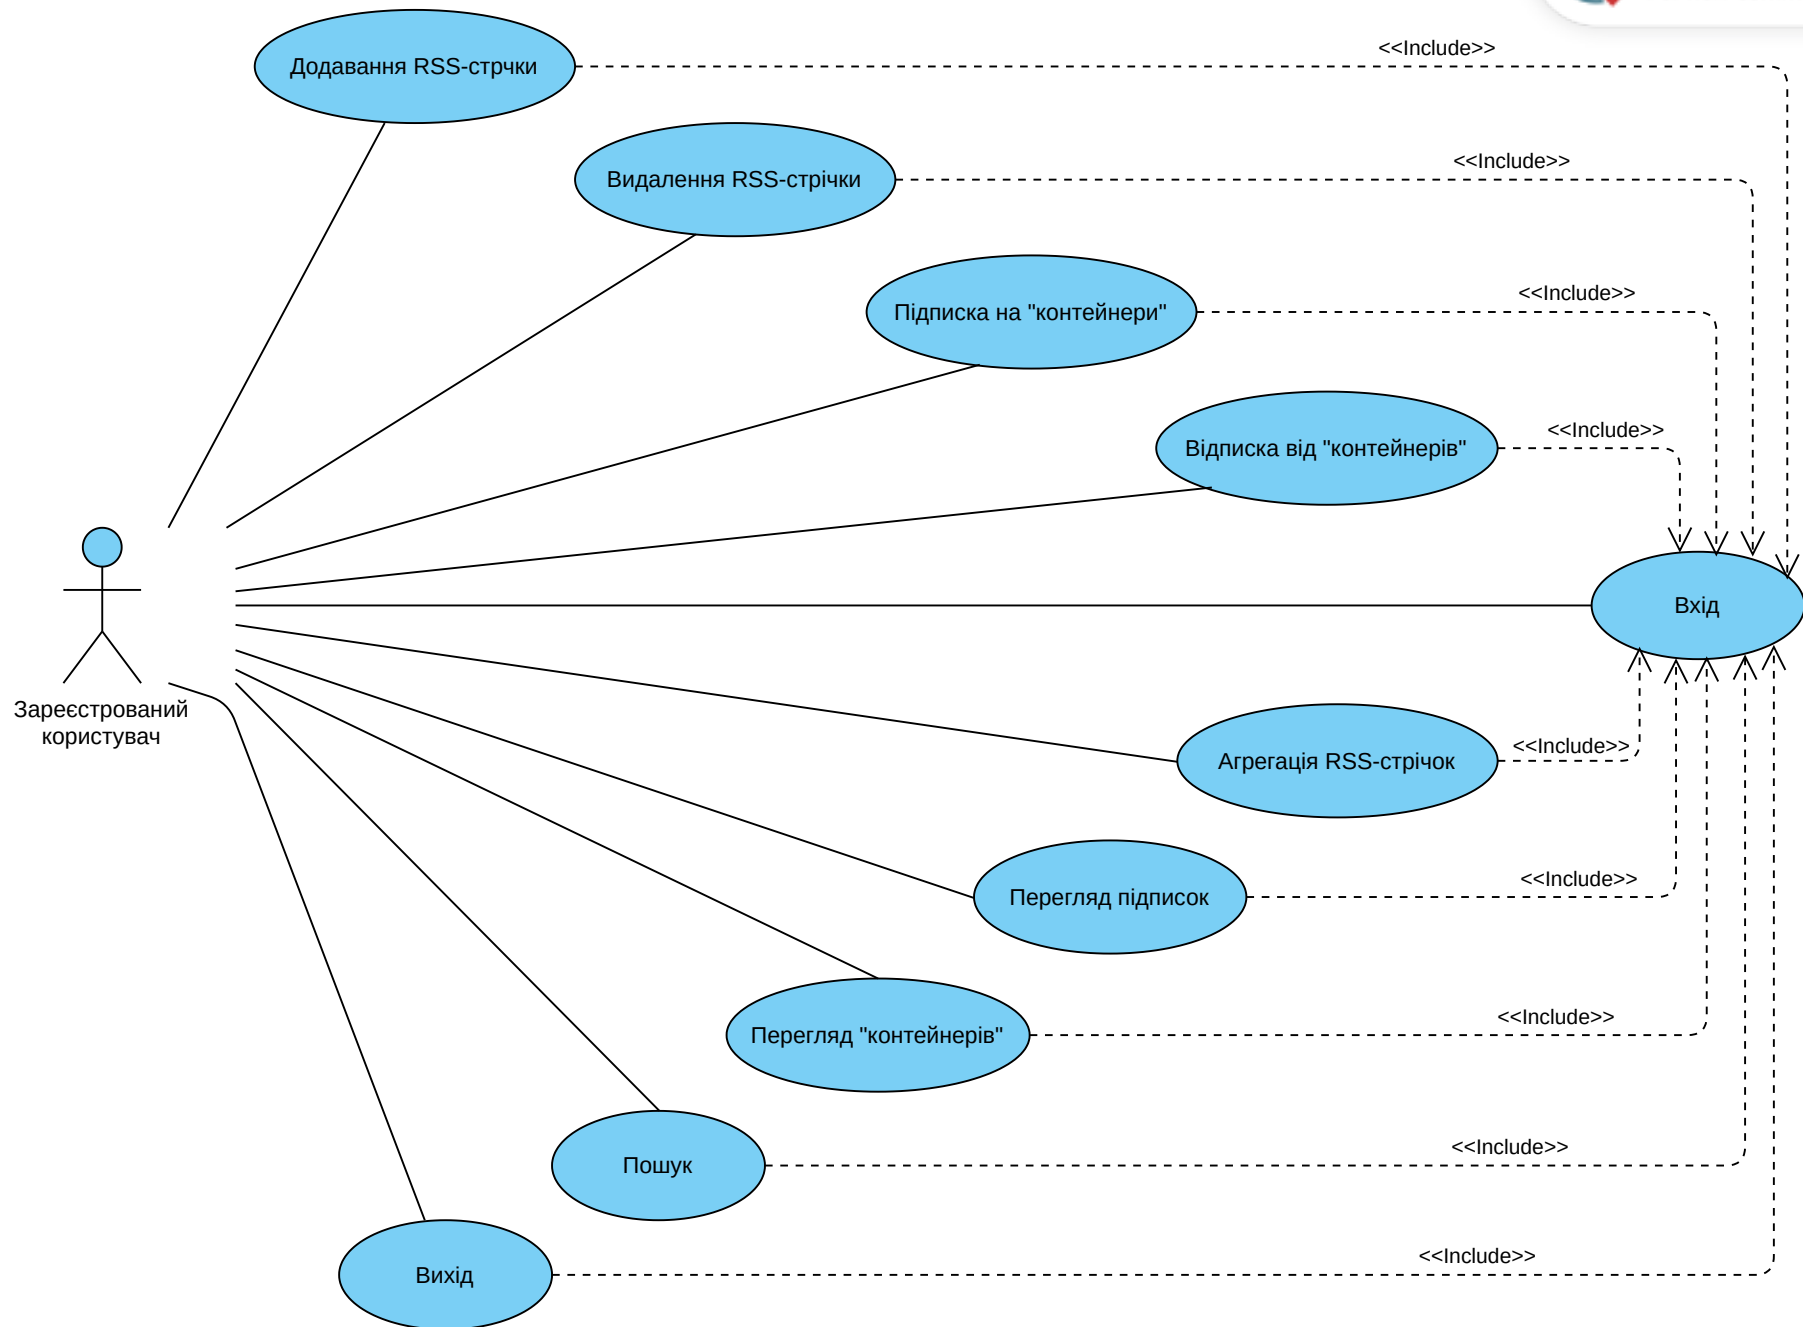 <<Include>>
Додавання RSS-стрчки
<<Include>>
Видалення RSS-стрічки
<<Include>>
Підписка на "контейнери"
<<Include>>
Відписка від "контейнерів"
Вхід
Зареєстрований
користувач
<<Include>>
Агрегація RSS-стрічок
<<Include>>
Перегляд підписок
<<Include>>
Перегляд "контейнерів"
<<Include>>
Пошук
<<Include>>
Вихід